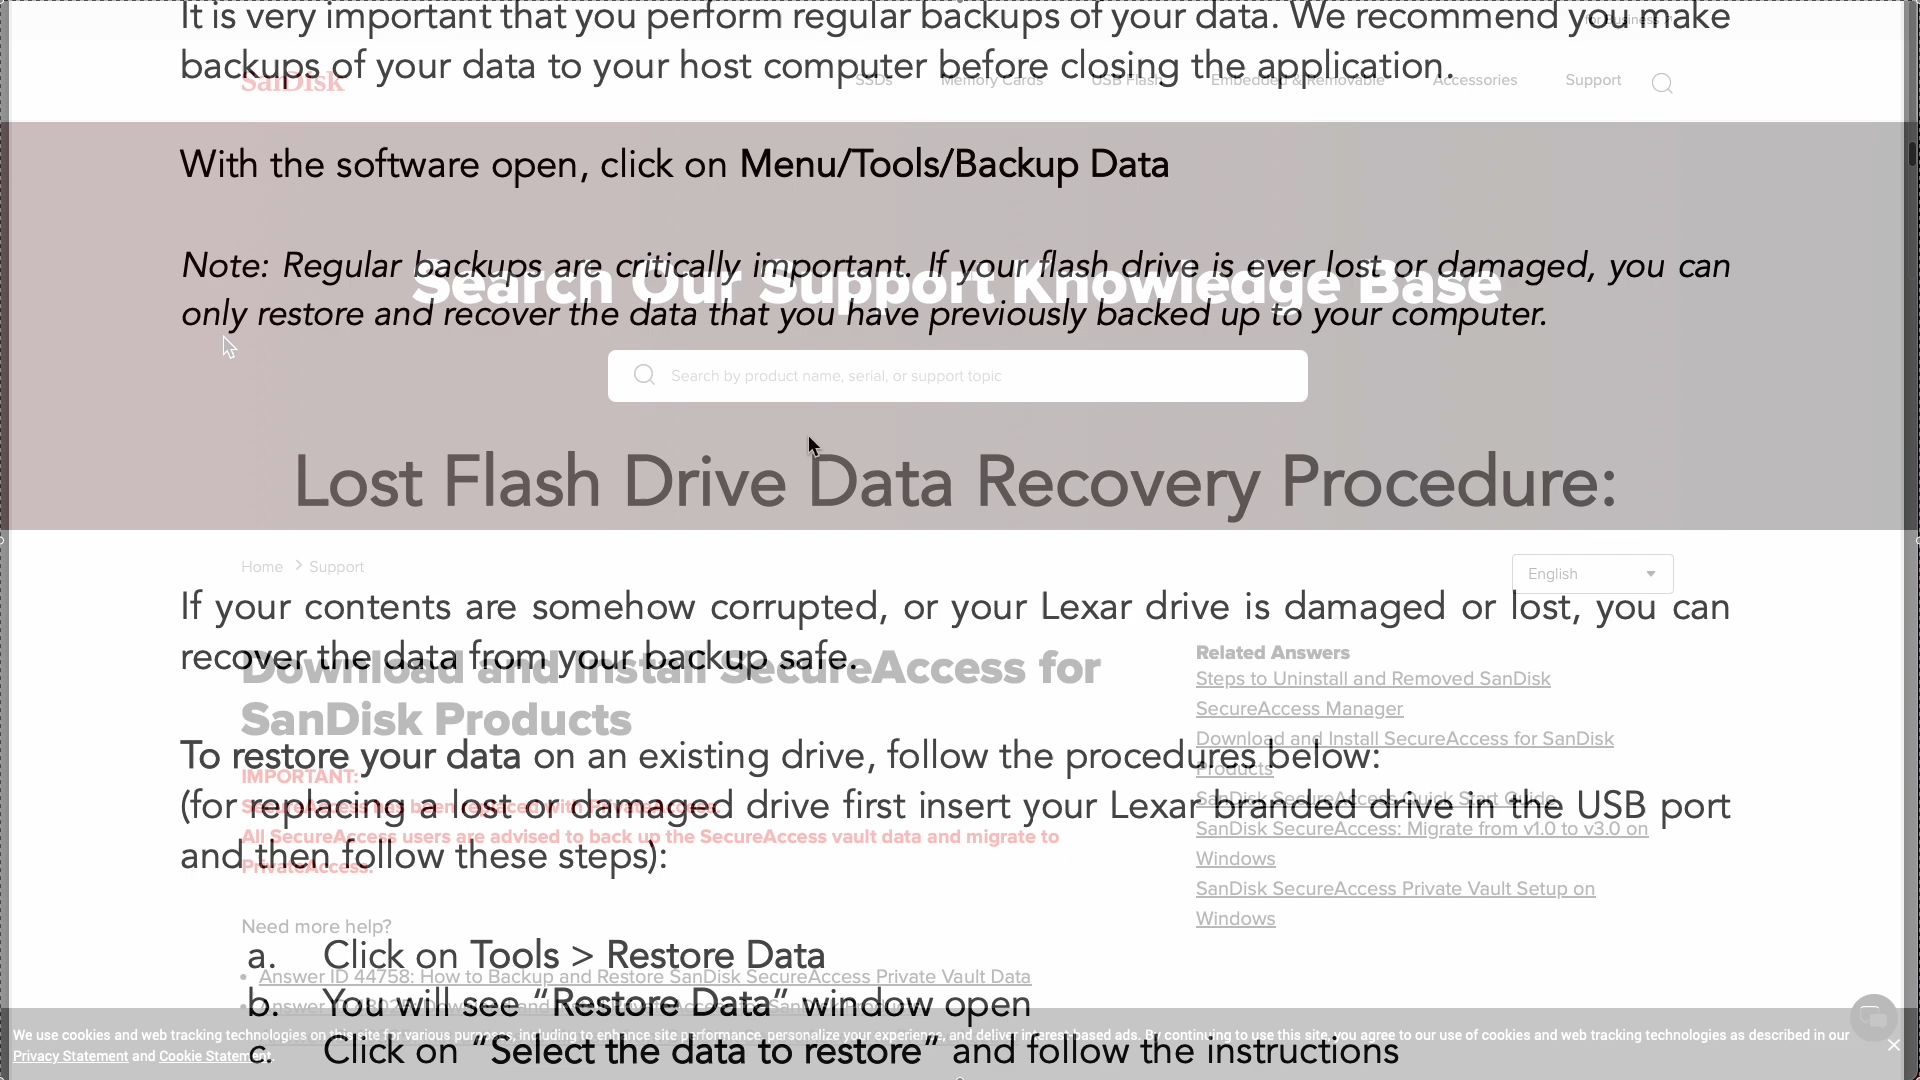 It is very important that you perform regular backups of your data. We recommend you make
backups of your data to your host computer before closing the application.
SanDisk
SSDs
Memory Cards
USB Flash
Embedded & Removable
Accessories
Support
With the software open, click on Menu/Tools/Backup Data
Note: Regular backups are critically important. If your flash drive is ever lost or damaged, you can
only restore and recover the data that you have previously backed up to your computer.
Search Our Support Knowledge Base
Search by product name, serial, or support topic
Lost Flash Drive Data Recovery Procedure:
Home > Support
English
If your contents are somehow corrupted, or your Lexar drive is damaged or lost, you can
recover the data from your backup safe.
Download and Install SecureAccess for
SanDisk Products
Related Answers
Steps to Uninstall and Removed SanDisk
SecureAccess Manager
Download and Install SecureAccess for SanDisk
Products
SanDisk SecureAccess Quick Start Guide
SanDisk SecureAccess: Migrate from v1.0 to v3.0 on
Windows
SanDisk SecureAccess Private Vault Setup on
Windows
To restore your data on an existing drive, follow the procedures below:
(for replacing a lost or damaged drive first insert your Lexar branded drive in the USB port
and then follow these steps):
IMPORTANT:
SecureAccess has been replaced with PrivateAccess.
All SecureAccess users are advised to back up the SecureAccess vault data and migrate to
PrivateAccess.
Need more help?
a. Click on Tools > Restore Data
Answer ID 44758: How to Backup and Restore SanDisk SecureAccess Private Vault Data
b. You will see “Restore Data” window open
c. Click on “Select the data to restore” and follow the instructions
We use cookies and web tracking technologies on this site for various purposes, including to enhance site performance, personalize your experience, and deliver interest-based ads. By continuing to use this site, you agree to our use of cookies and web tracking technologies as described in our
Privacy Statement and Cookie Statement.